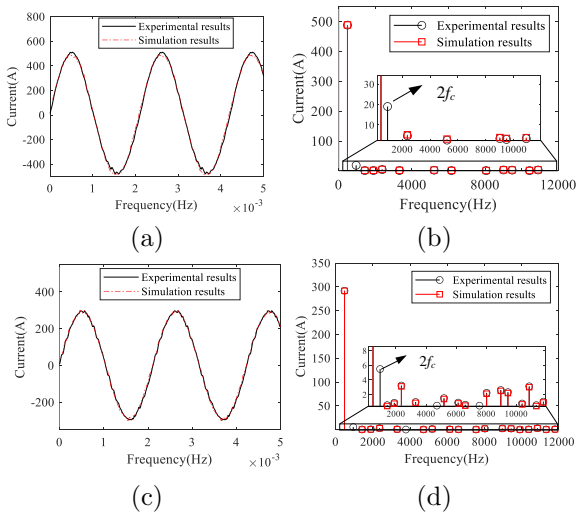 800
600
400
200
0
-200
-400
Current(A)
Experimental results
Simulation results
0
1
2
3
4
5
Frequency(Hz)
×10⁻³
(a)
500
400
300
200
100
Current(A)
Experimental results
Simulation results
30
20
10
2f_c
2000 4000 6000 8000 10000
0
4000
8000
12000
Frequency(Hz)
(b)
400
200
0
-200
Current(A)
Experimental results
Simulation results
0
1
2
3
4
5
Frequency(Hz)
×10⁻³
(c)
350
300
250
200
150
100
50
Current(A)
Experimental results
Simulation results
8
6
4
2
2f_c
2000 4000 6000 8000 10000
0
2000
4000
6000
8000
10000
12000
Frequency(Hz)
(d)